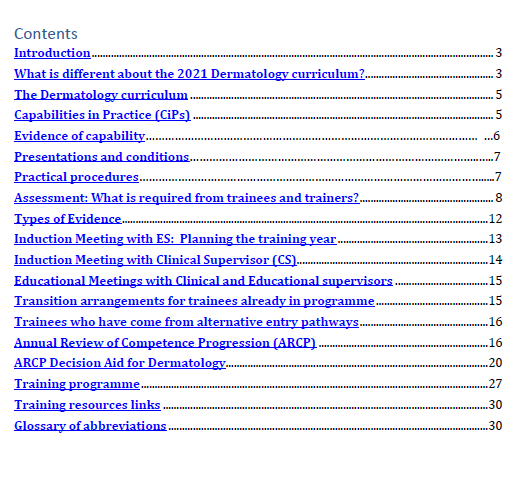 Contents
Introduction 3
What is different about the 2021 Dermatology curriculum? 3
The Dermatology curriculum 5
Capabilities in Practice (CiPs) 5
Evidence of capability 6
Presentations and conditions 7
Practical procedures 7
Assessment: What is required from trainees and trainers? 8
Types of Evidence 12
Induction Meeting with ES: Planning the training year 13
Induction Meeting with Clinical Supervisor (CS) 14
Educational Meetings with Clinical and Educational supervisors 15
Transition arrangements for trainees already in programme 15
Trainees who have come from alternative entry pathways 16
Annual Review of Competence Progression (ARCP) 16
ARCP Decision Aid for Dermatology 20
Training programme 27
Training resources links 30
Glossary of abbreviations 30